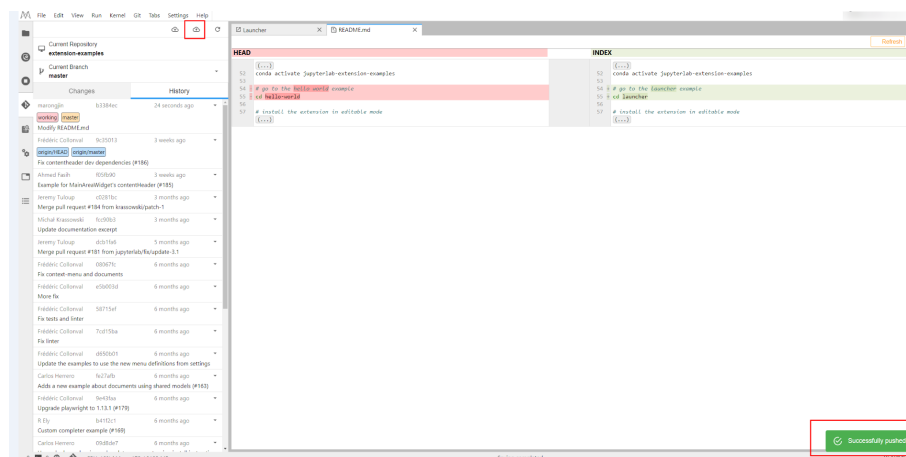 File Edit View Run Kernel Git Tabs Settings Help
Current Repository
extension-examples
Current Branch
master
Changes History
marongjin b3384ec 24 seconds ago
working master
Modify README.md
Frédéric Collonval 9c35013 3 weeks ago
origin/HEAD origin/master
Fix contentheader dev dependencies (#186)
Ahmed Fasih f05fb90 3 weeks ago
Example for MainAreaWidget's contentHeader (#185)
Jeremy Tuloup c0281bc 3 months ago
Merge pull request #184 from krassowski/patch-1
Michał Krassowski fcc90b3 3 months ago
Update documentation excerpt
Jeremy Tuloup dcb1fa6 5 months ago
Merge pull request #181 from jupyterlab/fix/update-3.1
Frédéric Collonval 08067fc 6 months ago
Fix context-menu and documents
Frédéric Collonval e5b003d 6 months ago
More fix
Frédéric Collonval 58715ef 6 months ago
Fix tests and linter
Frédéric Collonval 7cd15ba 6 months ago
Fix linter
Frédéric Collonval d650b01 6 months ago
Update the examples to use the new menu definitions from settings
Carlos Herrero fe27afb 6 months ago
Adds a new example about documents using shared models (#163)
Frédéric Collonval 9e43faa 6 months ago
Upgrade playwright to 1.13.1 (#179)
R Ely b41f2c1 6 months ago
Custom completer example (#169)
Carlos Herrero 09d8de7 6 months ago
Launcher README.md
Refresh
HEAD
(...)
52 conda activate jupyterlab-extension-examples
53
54 # go to the hello world example
55 cd hello-world
56
57 # install the extension in editable mode
(...)
INDEX
(...)
52 conda activate jupyterlab-extension-examples
53
54 # go to the launcher example
55 cd launcher
56
57 # install the extension in editable mode
(...)
Successfully pushed